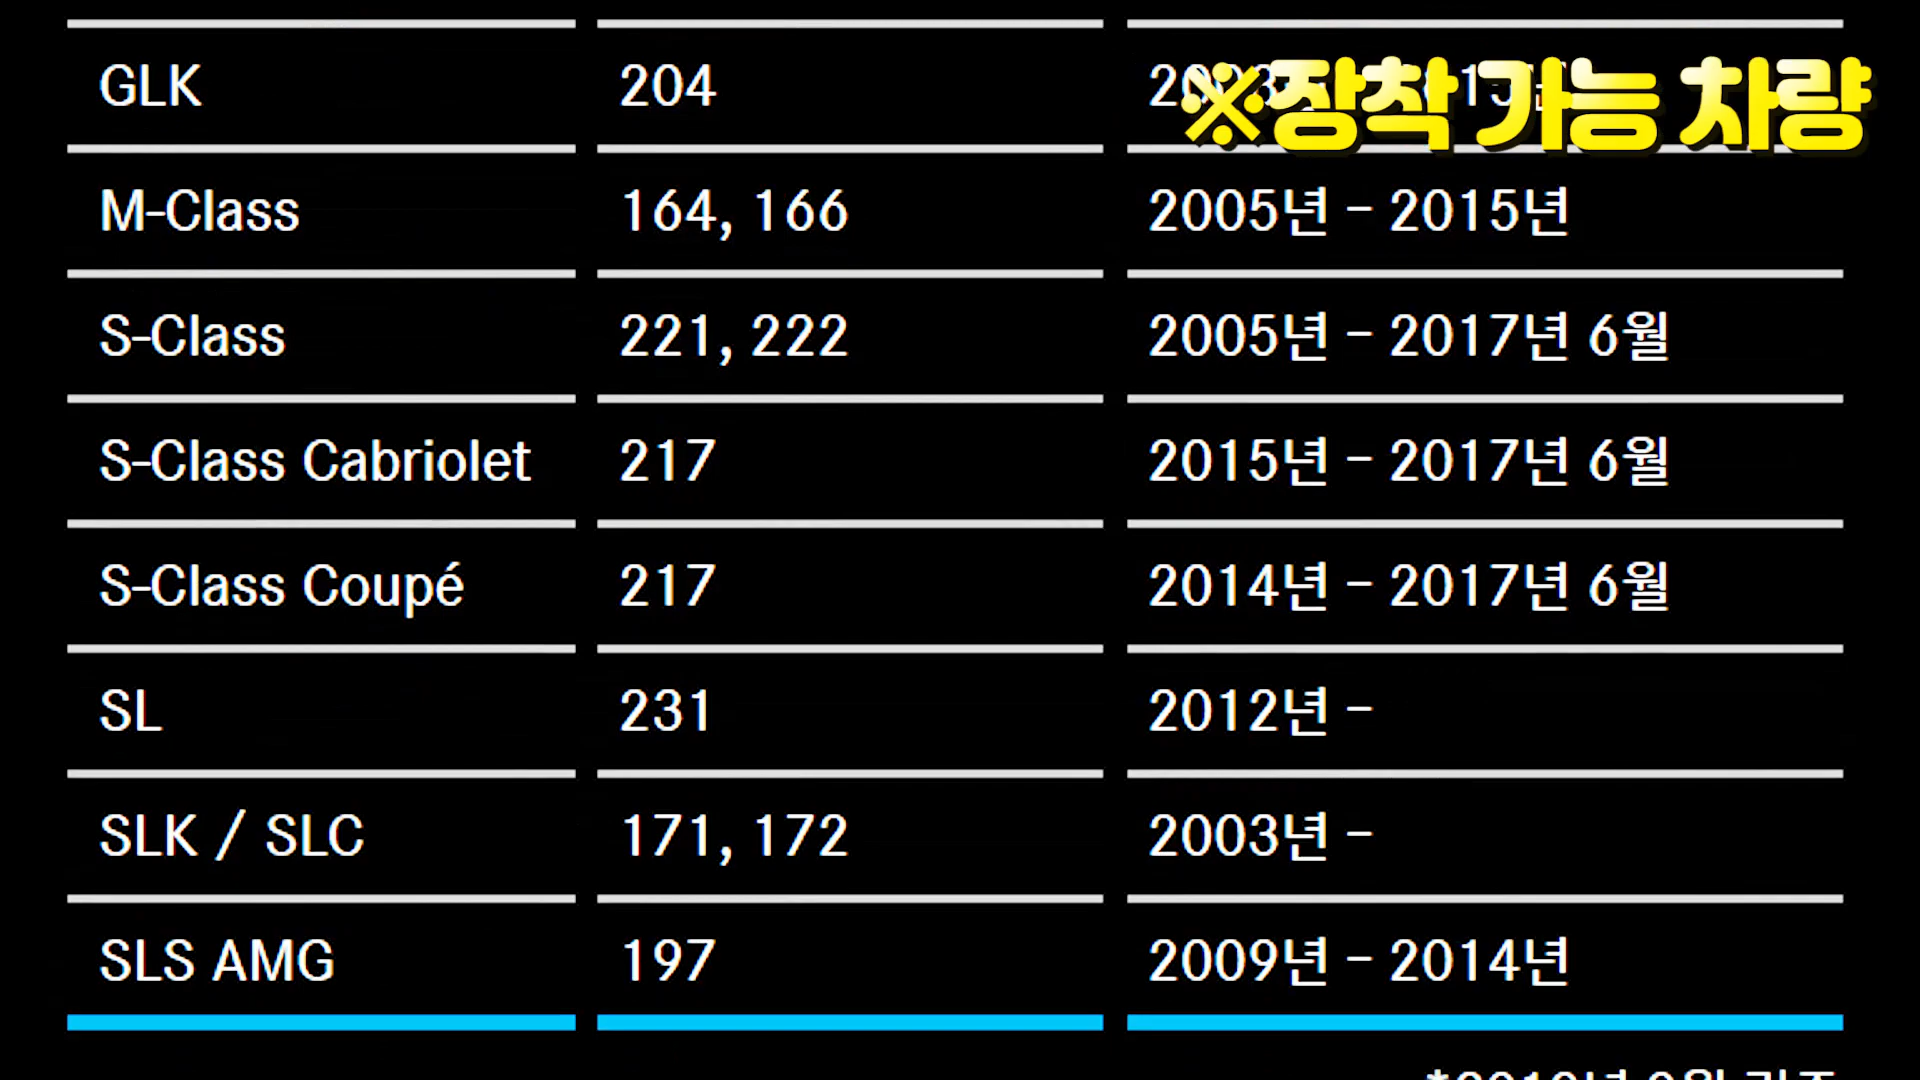 GLK 204
※장착 가능 차량
M-Class 164, 166 2005년 - 2015년
S-Class 221, 222 2005년 - 2017년 6월
S-Class Cabriolet 217 2015년 - 2017년 6월
S-Class Coupé 217 2014년 - 2017년 6월
SL 231 2012년 -
SLK / SLC 171, 172 2003년 -
SLS AMG 197 2009년 - 2014년